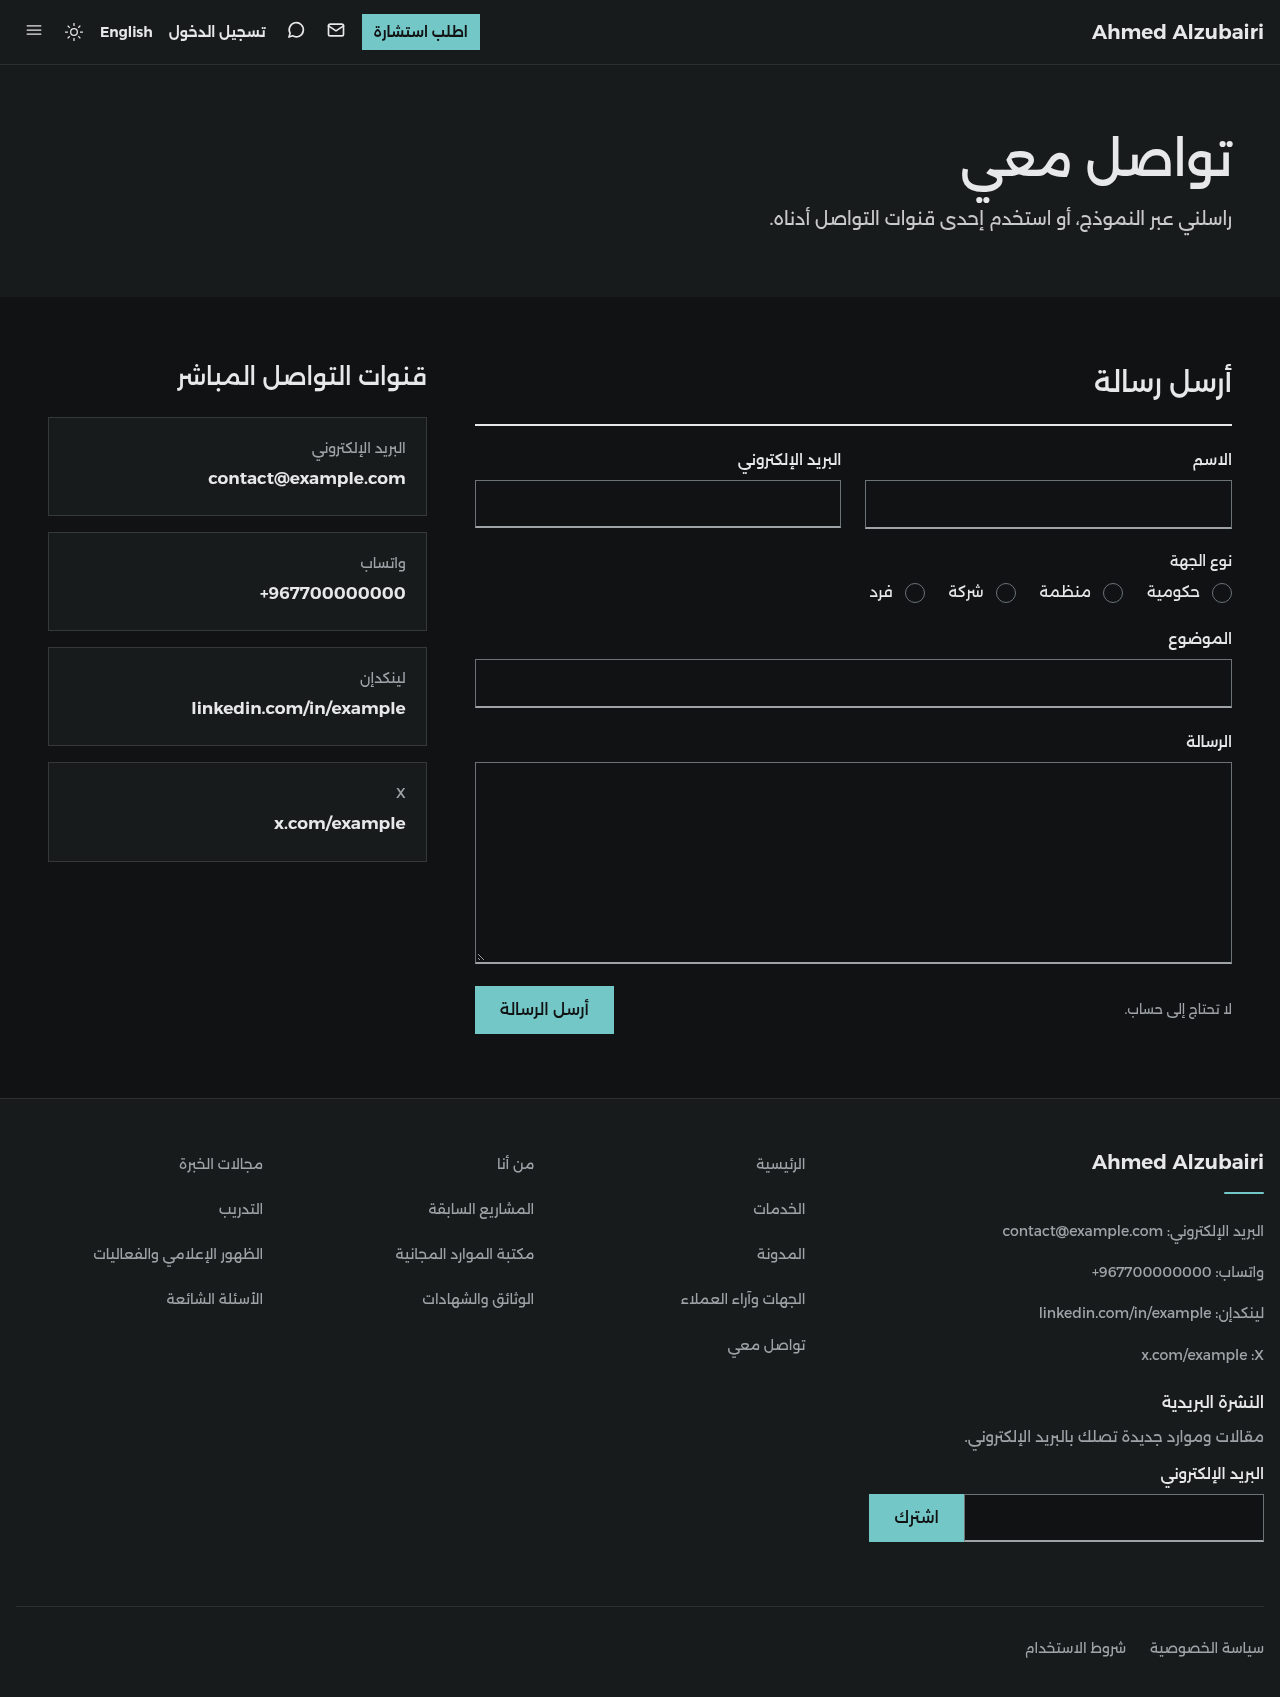 Ahmed Alzubairi
اطلب استشارة
تسجيل الدخول
English
تواصل معي
راسلني عبر النموذج، أو استخدم إحدى قنوات التواصل أدناه.
أرسل رسالة
الاسم
البريد الإلكتروني
نوع الجهة
حكومية
منظمة
شركة
فرد
الموضوع
الرسالة
لا تحتاج إلى حساب.
أرسل الرسالة
قنوات التواصل المباشر
البريد الإلكتروني
contact@example.com
واتساب
+967700000000
لينكدإن
linkedin.com/in/example
X
x.com/example
Ahmed Alzubairi
البريد الإلكتروني: contact@example.com
واتساب: 967700000000+
لينكدإن: linkedin.com/in/example
X: x.com/example
النشرة البريدية
مقالات وموارد جديدة تصلك بالبريد الإلكتروني.
البريد الإلكتروني
اشترك
الرئيسية
الخدمات
المدونة
الجهات وآراء العملاء
تواصل معي
من أنا
المشاريع السابقة
مكتبة الموارد المجانية
الوثائق والشهادات
مجالات الخبرة
التدريب
الظهور الإعلامي والفعاليات
الأسئلة الشائعة
سياسة الخصوصية
شروط الاستخدام